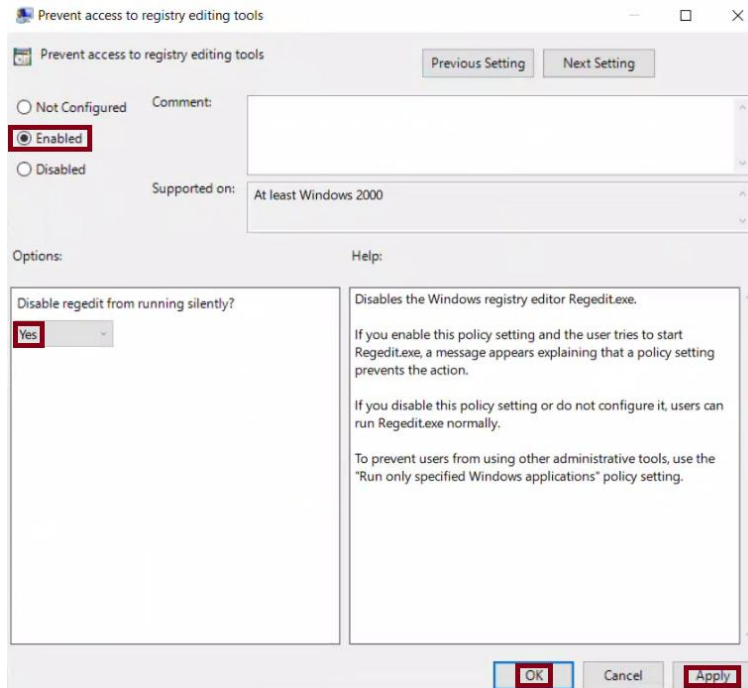 Prevent access to registry editing tools
Prevent access to registry editing tools
Previous Setting
Next Setting
Not Configured
Comment:
Enabled
Disabled
Supported on:
At least Windows 2000
Options:
Help:
Disable regedit from running silently?
Yes
Disables the Windows registry editor Regedit.exe.
If you enable this policy setting and the user tries to start
Regedit.exe, a message appears explaining that a policy setting
prevents the action.
If you disable this policy setting or do not configure it, users can
run Regedit.exe normally.
To prevent users from using other administrative tools, use the
"Run only specified Windows applications" policy setting.
OK
Cancel
Apply